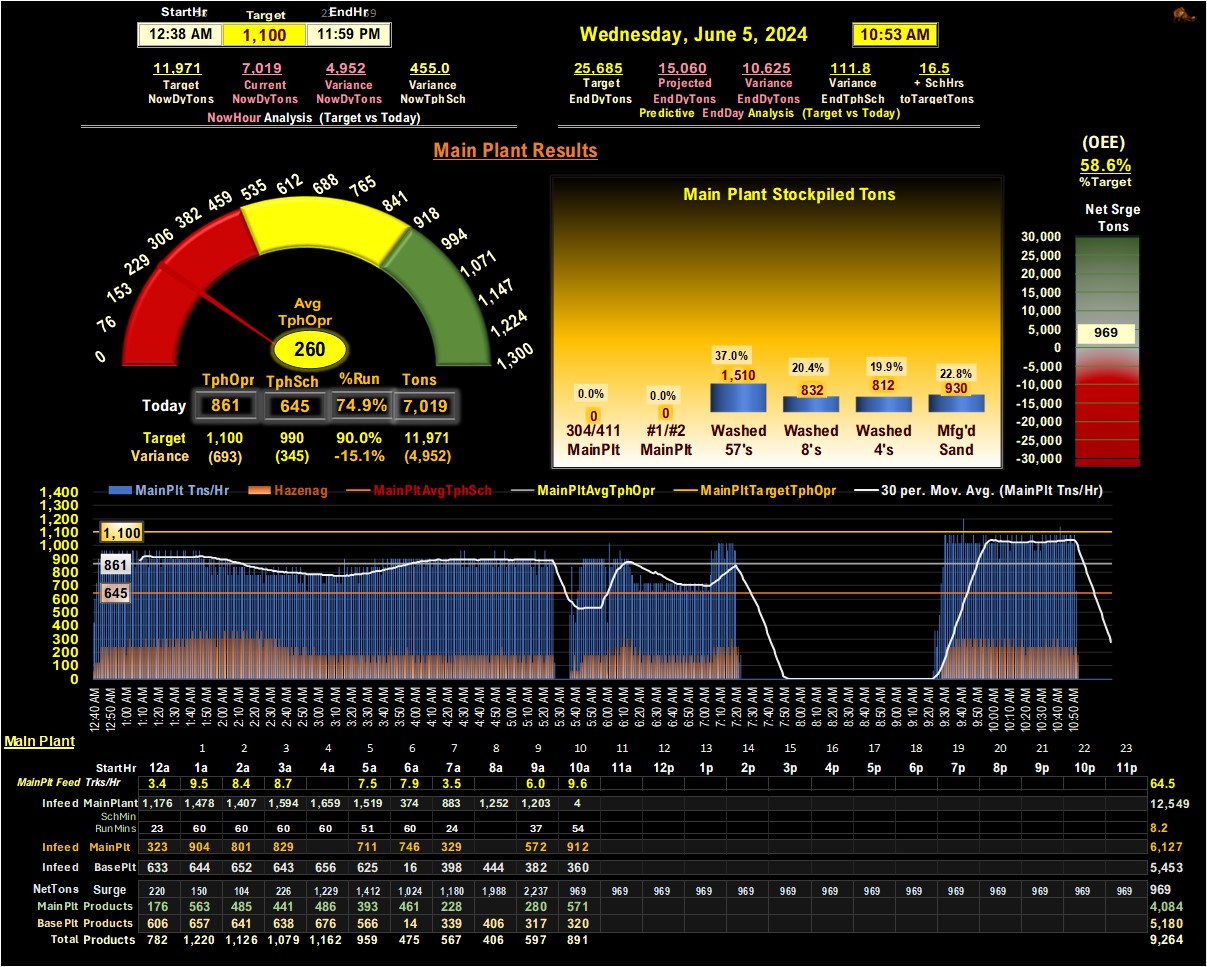 StartHr Target EndHr
12:38 AM 1,100 11:59 PM
Wednesday, June 5, 2024 10:53 AM
11,971 7,019 4,952 455.0
Target Current Variance Variance
NowDyTons NowDyTons NowDyTons NowTphSch
NowHour Analysis (Target vs Today)
25,685 15,060 10,625 111.8 16.5
Target Projected Variance Variance + SchHrs
EndDyTons EndDyTons EndDyTons EndTphSch toTargetTons
Predictive EndDay Analysis (Target vs Today)
Main Plant Results
(OEE)
58.6%
%Target
Net Srge
Tons
30,000
25,000
20,000
15,000
10,000
5,000
0
-5,000
-10,000
-15,000
-20,000
-25,000
-30,000
969
0 76 153 229 306 382 459 535 612 688 765 841 918 994 1,071 1,147 1,224 1,300
Avg
TphOpr
260
TphOpr TphSch %Run Tons
Today 861 645 74.9% 7,019
Target 1,100 990 90.0% 11,971
Variance (693) (345) -15.1% (4,952)
Main Plant Stockpiled Tons
0.0% 0.0% 37.0% 20.4% 19.9% 22.8%
0 0 1,510 832 812 930
304/411 #1/#2 Washed Washed Washed Mfg'd
MainPlt MainPlt 57's 8's 4's Sand
MainPlt Tns/Hr Hazenag MainPltAvgTphSch MainPltAvgTphOpr MainPltTargetTphOpr 30 per. Mov. Avg. (MainPlt Tns/Hr)
1,400
1,300
1,200
1,100
1,000
900
800
700
600
500
400
300
200
100
0
1,100
861
645
12:40 AM 12:50 AM 1:00 AM 1:10 AM 1:20 AM 1:30 AM 1:40 AM 1:50 AM 2:00 AM 2:10 AM 2:20 AM 2:30 AM 2:40 AM 2:50 AM 3:00 AM 3:10 AM 3:20 AM 3:30 AM 3:40 AM 3:50 AM 4:00 AM 4:10 AM 4:20 AM 4:30 AM 4:40 AM 4:50 AM 5:00 AM 5:10 AM 5:20 AM 5:30 AM 5:40 AM 5:50 AM 6:00 AM 6:10 AM 6:20 AM 6:30 AM 6:40 AM 6:50 AM 7:00 AM 7:10 AM 7:20 AM 7:30 AM 7:40 AM 7:50 AM 8:00 AM 8:10 AM 8:20 AM 8:30 AM 8:40 AM 8:50 AM 9:00 AM 9:10 AM 9:20 AM 9:30 AM 9:40 AM 9:50 AM 10:00 AM 10:10 AM 10:20 AM 10:30 AM 10:40 AM 10:50 AM
Main Plant
1 2 3 4 5 6 7 8 9 10 11 12 13 14 15 16 17 18 19 20 21 22 23
StartHr 12a 1a 2a 3a 4a 5a 6a 7a 8a 9a 10a 11a 12p 1p 2p 3p 4p 5p 6p 7p 8p 9p 10p 11p
MainPlt Feed Trks/Hr 3.4 9.5 8.4 8.7 7.5 7.9 3.5 6.0 9.6 64.5
Infeed MainPlant 1,176 1,478 1,407 1,594 1,659 1,519 374 883 1,252 1,203 4 12,549
SchMin
RunMins 23 60 60 60 60 51 60 24 37 54 8.2
Infeed MainPlt 323 904 801 829 711 746 329 572 912 6,127
Infeed BasePlt 633 644 652 643 656 625 16 398 444 382 360 5,453
NetTons Surge 220 150 104 226 1,229 1,412 1,024 1,180 1,988 2,237 969 969 969 969 969 969 969 969 969 969 969 969 969 969 969
MainPlt Products 176 563 485 441 486 393 461 228 280 571 4,084
BasePlt Products 606 657 641 638 676 566 14 339 406 317 320 5,180
Total Products 782 1,220 1,126 1,079 1,162 959 475 567 406 597 891 9,264